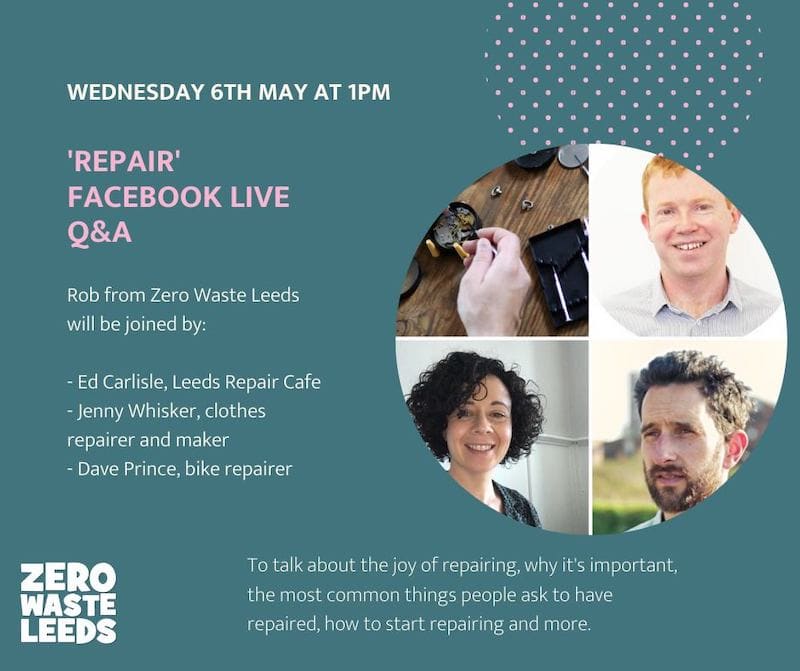 WEDNESDAY 6TH MAY AT 1PM
'REPAIR'
FACEBOOK LIVE
Q&A
Rob from Zero Waste Leeds
will be joined by:
- Ed Carlisle, Leeds Repair Cafe
- Jenny Whisker, clothes
repairer and maker
- Dave Prince, bike repairer
To talk about the joy of repairing, why it's important,
the most common things people ask to have
repaired, how to start repairing and more.
ZERO
WASTE
LEEDS